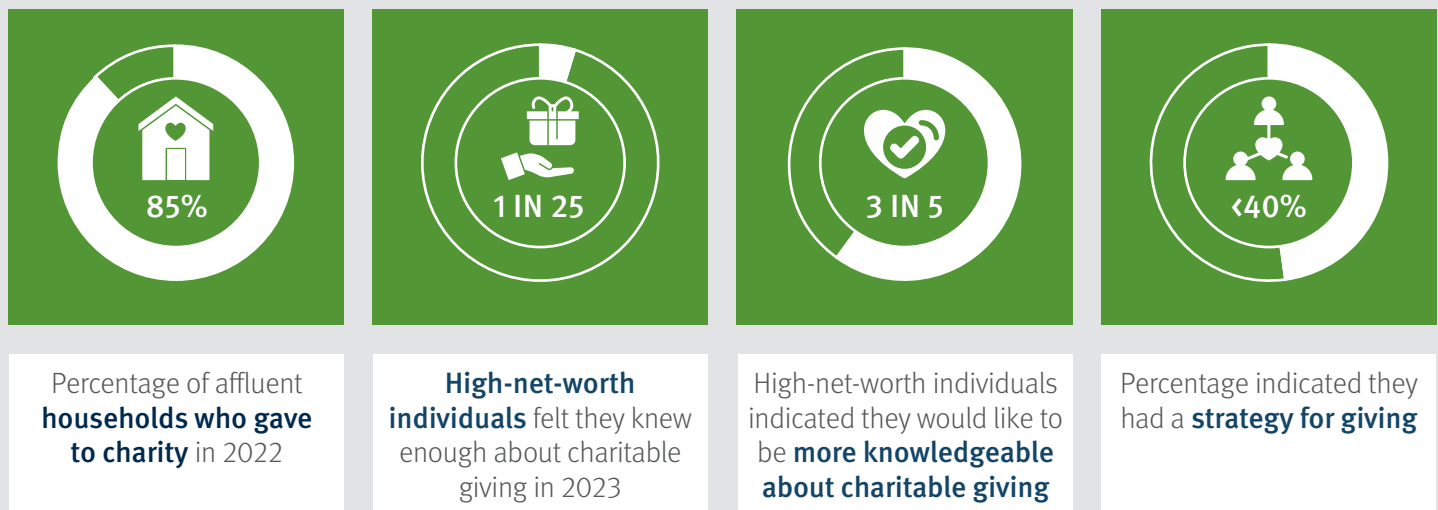 85%
1 IN 25
3 IN 5
<40%
Percentage of affluent
households who gave
to charity in 2022
High-net-worth
individuals felt they knew
enough about charitable
giving in 2023
High-net-worth individuals
indicated they would like to
be more knowledgeable
about charitable giving
Percentage indicated they
had a strategy for giving